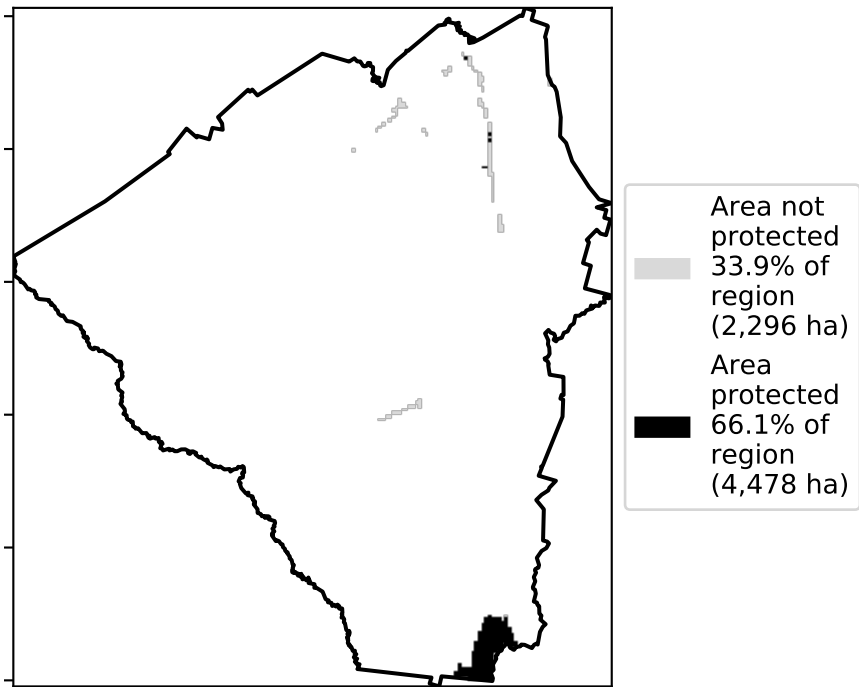 Area not
protected
33.9% of
region
(2,296 ha)
Area
protected
66.1% of
region
(4,478 ha)